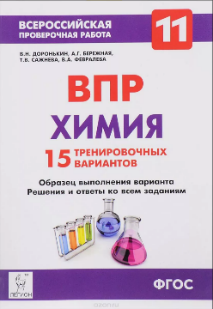 ВСЕРОССИЙСКАЯ
ПРОВЕРОЧНАЯ РАБОТА
11
В.Н. ДОРОНЬКИН, А.Г. БЕРЕЖНАЯ,
Т.В. САЖНЕВА, В.А. ФЕВРАЛЕВА
ВПР
ХИМИЯ
15 ТРЕНИРОВОЧНЫХ
ВАРИАНТОВ
Образец выполнения варианта
Решения и ответы ко всем заданиям
ЛЕГИОН
ФГОС